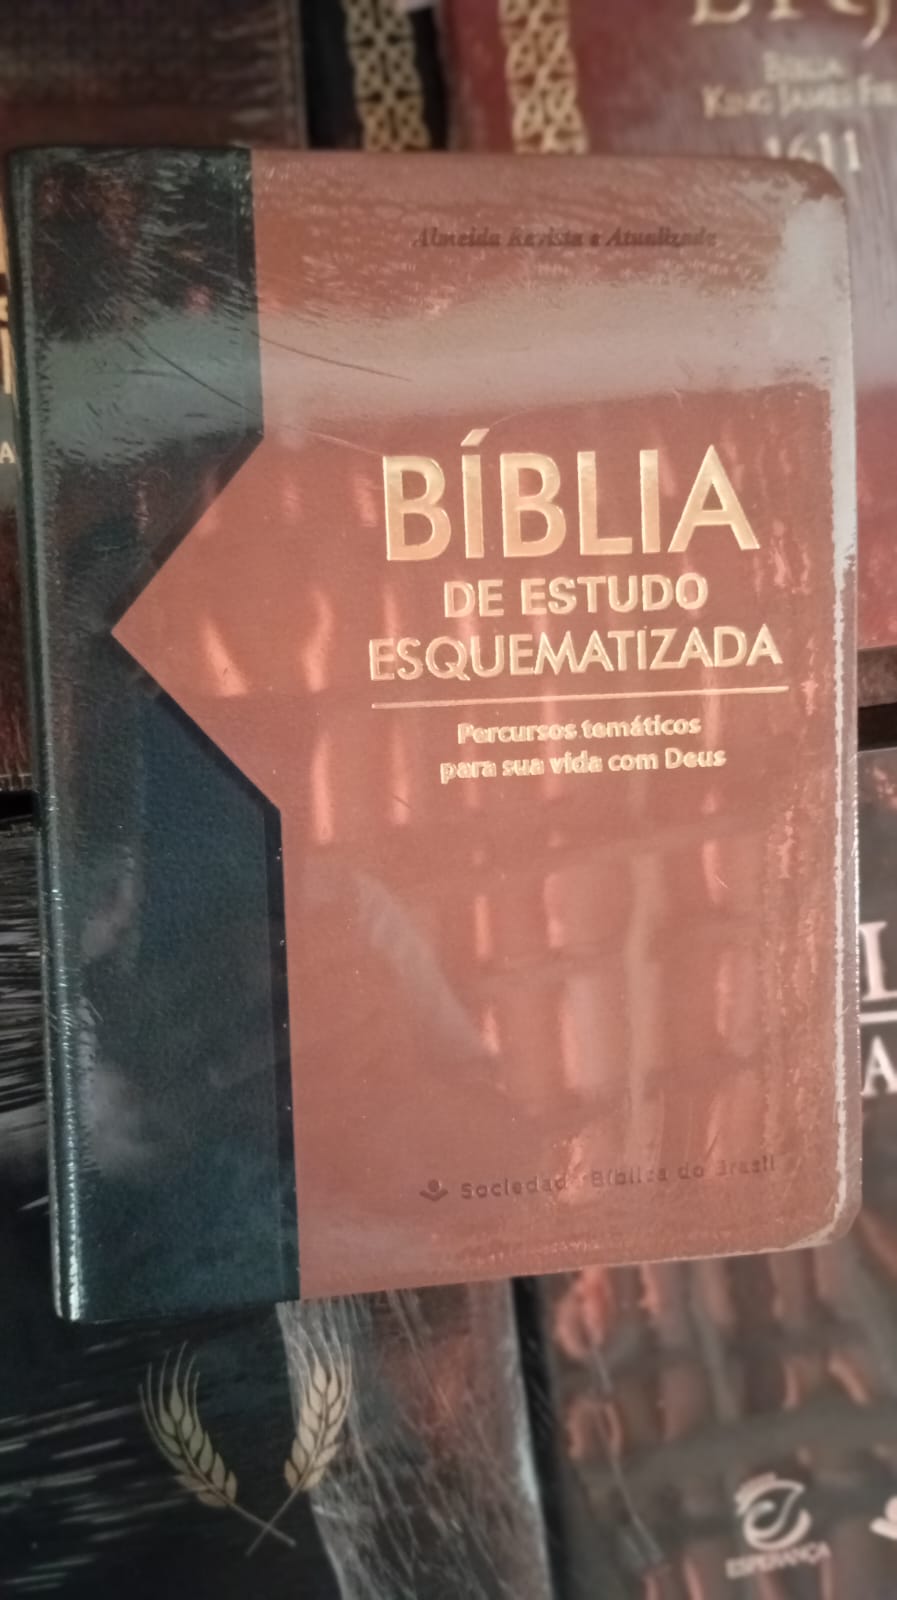 BÍBLIA
KING JAMES
1611
Almeida Revista e Atualizada
BÍBLIA
DE ESTUDO
ESQUEMATIZADA
Percursos temáticos
para sua vida com Deus
Sociedade Bíblica do Brasil
ESPERANÇA